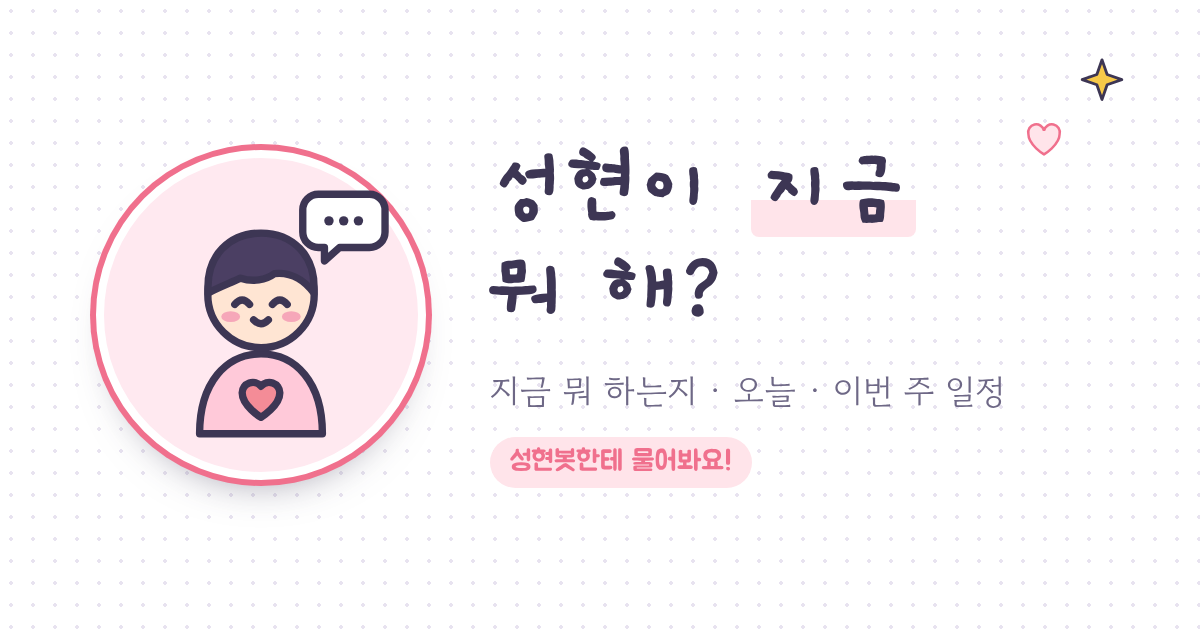 성현이 지금
뭐 해?
지금 뭐 하는지 · 오늘 · 이번 주 일정
성현봇한테 물어봐요!